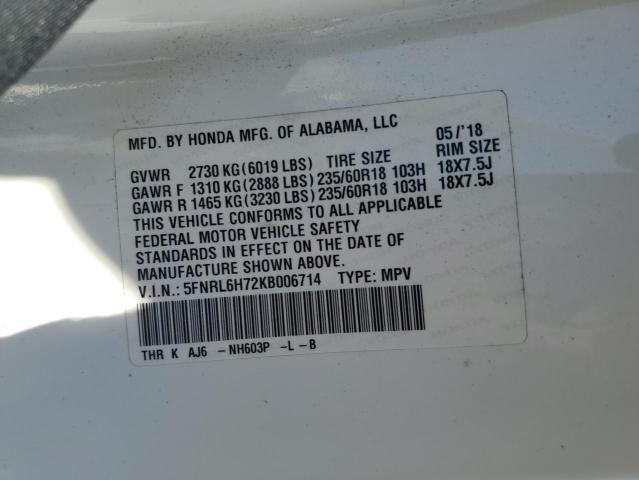 MFD. BY HONDA MFG. OF ALABAMA, LLC 05/'18
GVWR 2730 KG(6019 LBS) TIRE SIZE RIM SIZE
GAWR F 1310 KG(2888 LBS) 235/60R18 103H 18X7.5J
GAWR R 1465 KG(3230 LBS) 235/60R18 103H 18X7.5J
THIS VEHICLE CONFORMS TO ALL APPLICABLE
FEDERAL MOTOR VEHICLE SAFETY
STANDARDS IN EFFECT ON THE DATE OF
MANUFACTURE SHOWN ABOVE.
V.I.N.: 5FNRL6H72KB006714 TYPE: MPV
THR K AJ6 -NH603P -L-B